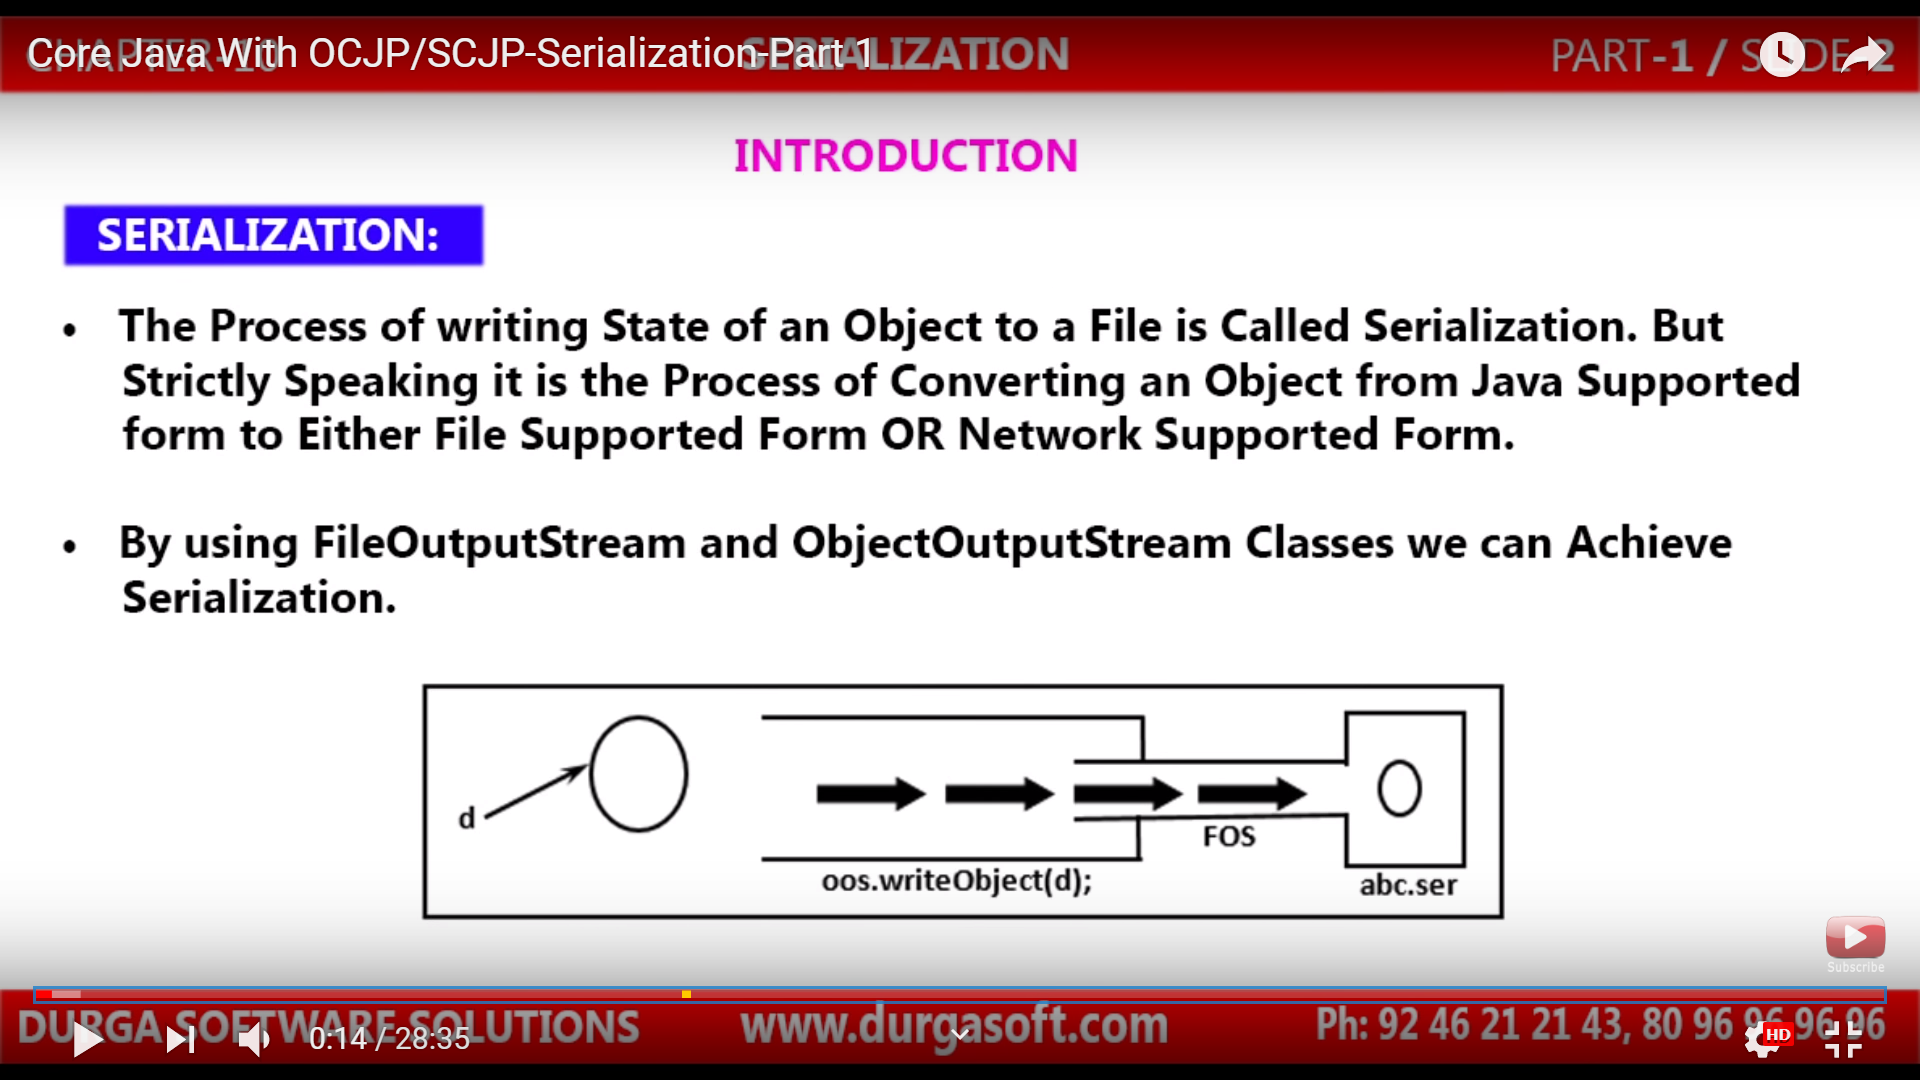 Core Java With OCJP/SCJP-Serialization-Part 1
CHAPTER-10
SERIALIZATION
PART-1 / SLIDE-2
INTRODUCTION
SERIALIZATION:
• The Process of writing State of an Object to a File is Called Serialization. But
Strictly Speaking it is the Process of Converting an Object from Java Supported
form to Either File Supported Form OR Network Supported Form.
• By using FileOutputStream and ObjectOutputStream Classes we can Achieve
Serialization.
d
FOS
oos.writeObject(d);
abc.ser
Subscribe
DURGA SOFTWARE SOLUTIONS
www.durgasoft.com
Ph: 92 46 21 21 43, 80 96 96 96 96
0:14 / 28:35
HD